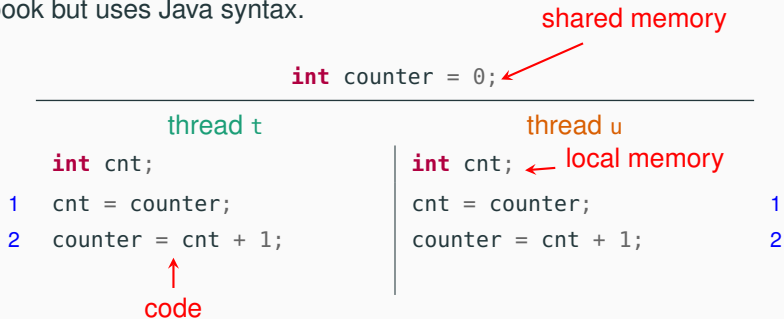 book but uses Java syntax.
shared memory
int counter = 0;
thread t thread u
int cnt; int cnt; local memory
1 cnt = counter; cnt = counter; 1
2 counter = cnt + 1; counter = cnt + 1; 2
code